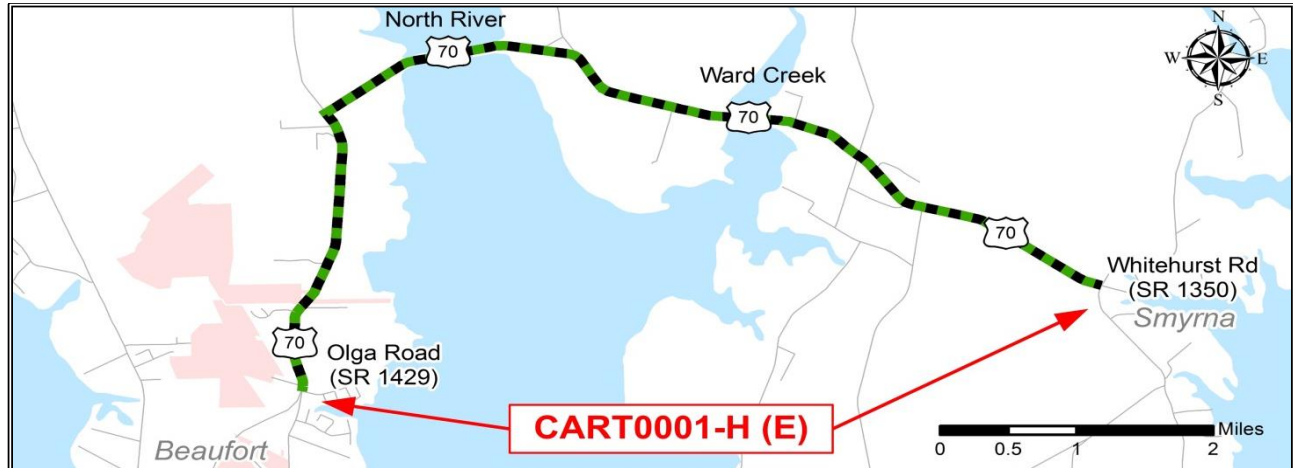 North River
70
N
W E
S
Ward Creek
70
70
Whitehurst Rd
(SR 1350)
Smyrna
70
Olga Road
(SR 1429)
CART0001-H (E)
Beaufort
Miles
0 0.5 1 2